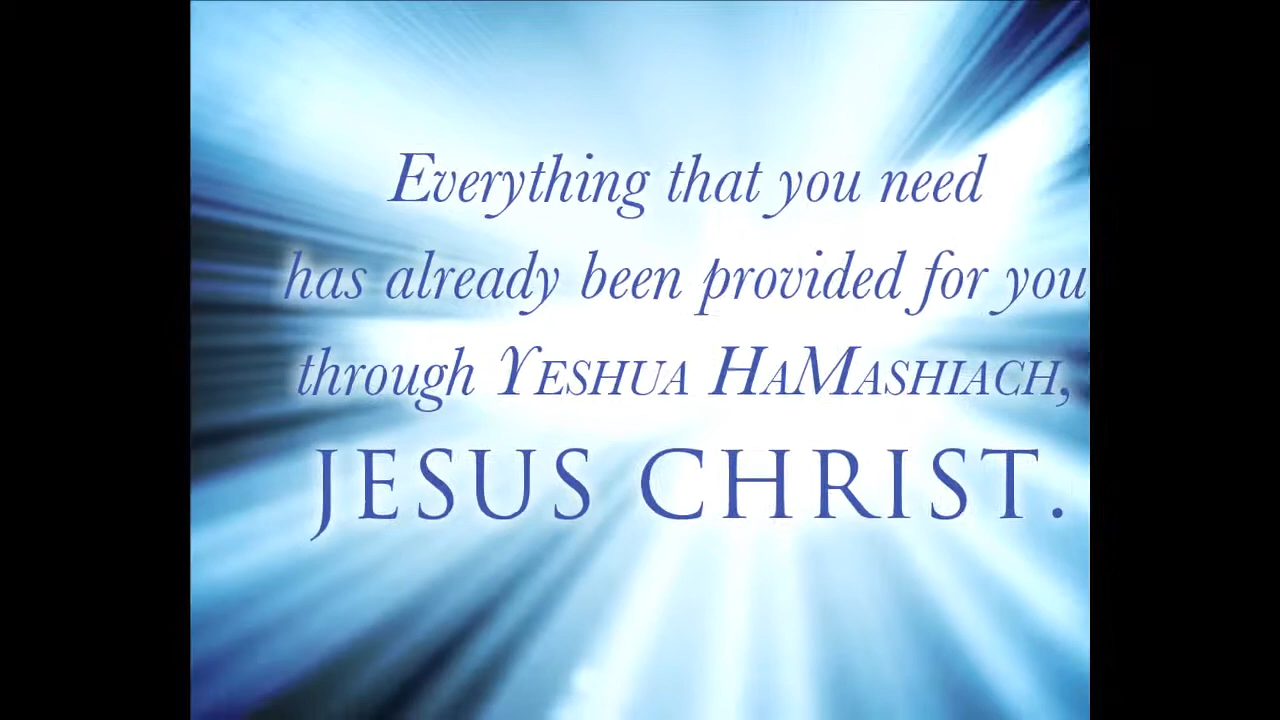 Everything that you need
has already been provided for you
through YESHUA HAMASHIACH,
JESUS CHRIST.